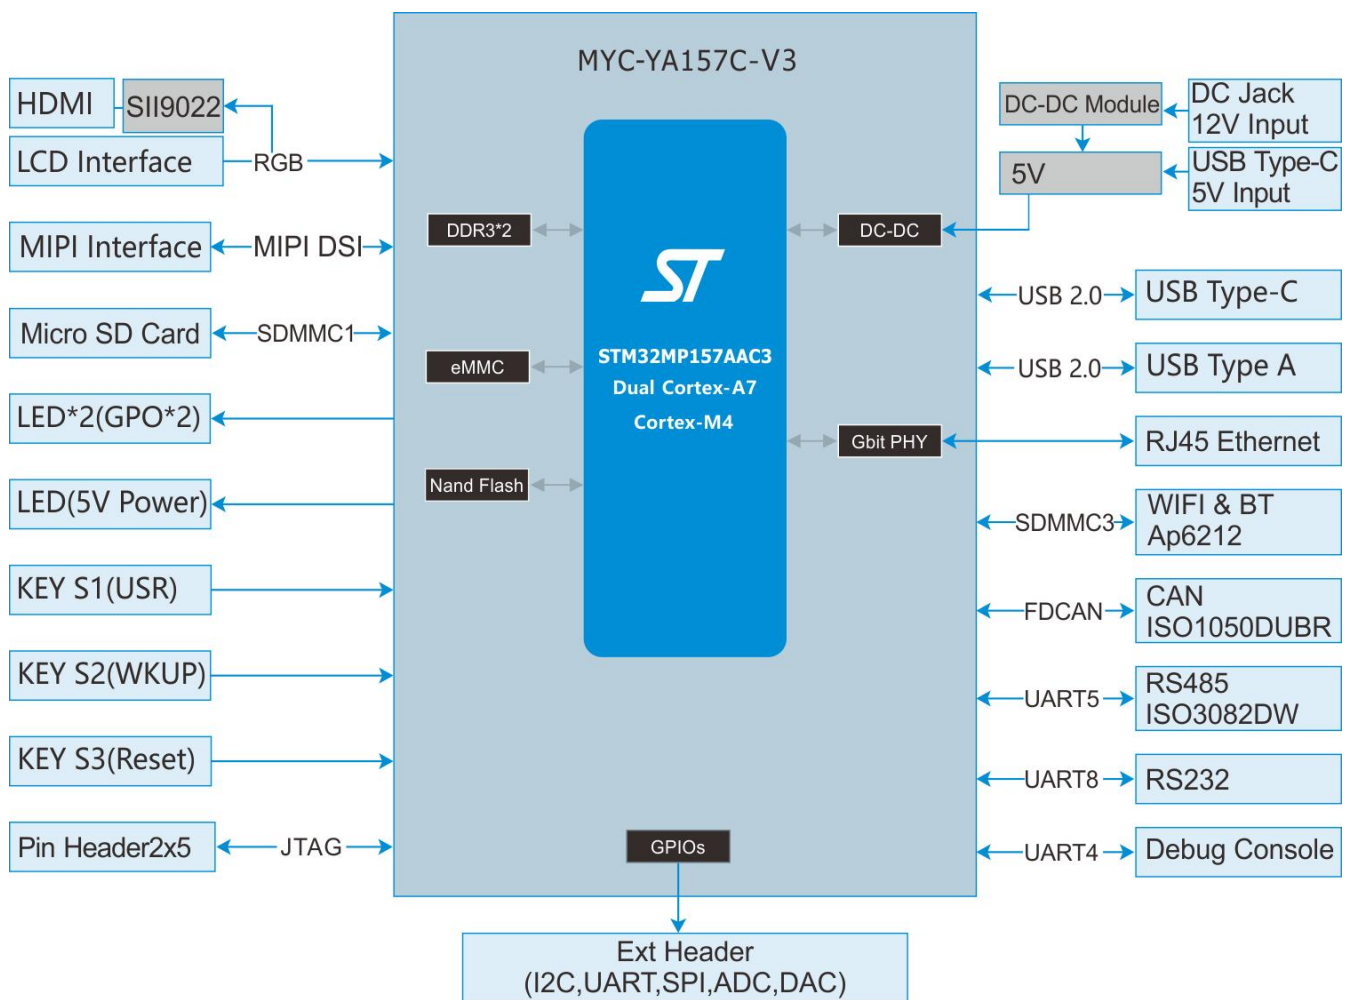 MYC-YA157C-V3
HDMI
SII9022
LCD Interface
RGB
MIPI Interface
MIPI DSI
Micro SD Card
SDMMC1
LED*2(GPO*2)
LED(5V Power)
KEY S1(USR)
KEY S2(WKUP)
KEY S3(Reset)
Pin Header2x5
JTAG
DDR3*2
eMMC
Nand Flash
ST
STM32MP157AAC3
Dual Cortex-A7
Cortex-M4
DC-DC
Gbit PHY
GPIOs
DC-DC Module
DC Jack
12V Input
5V
USB Type-C
5V Input
USB 2.0
USB Type-C
USB 2.0
USB Type A
RJ45 Ethernet
SDMMC3
WIFI & BT
Ap6212
FDCAN
CAN
ISO1050DUBR
UART5
RS485
ISO3082DW
UART8
RS232
UART4
Debug Console
Ext Header
(I2C,UART,SPI,ADC,DAC)